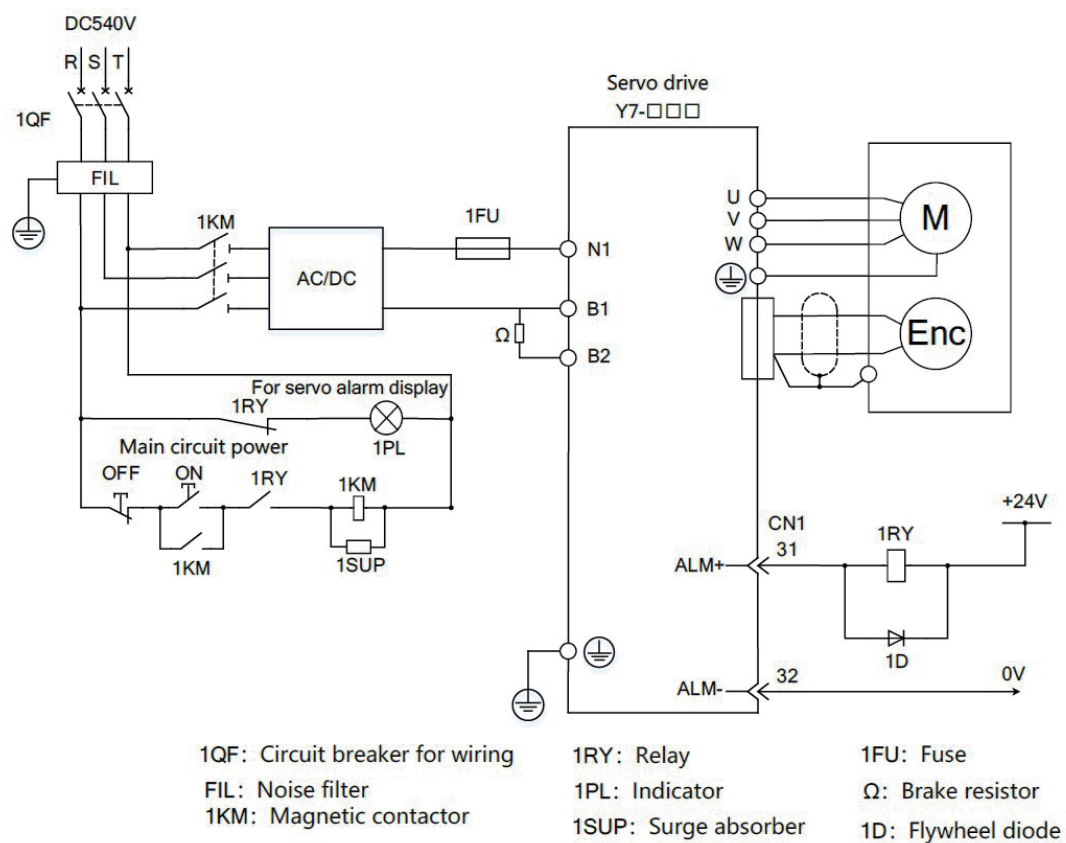 DC540V
R S T
1QF
FIL
1KM
AC/DC
1FU
Servo drive
Y7-□□□
N1
B1
B2
Ω
U
V
W
M
Enc
For servo alarm display
1RY
1PL
Main circuit power
OFF
ON
1RY
1KM
1KM
1SUP
CN1
ALM+
31
1RY
+24V
1D
ALM-
32
0V
1QF: Circuit breaker for wiring
FIL: Noise filter
1KM: Magnetic contactor
1RY: Relay
1PL: Indicator
1SUP: Surge absorber
1FU: Fuse
Ω: Brake resistor
1D: Flywheel diode